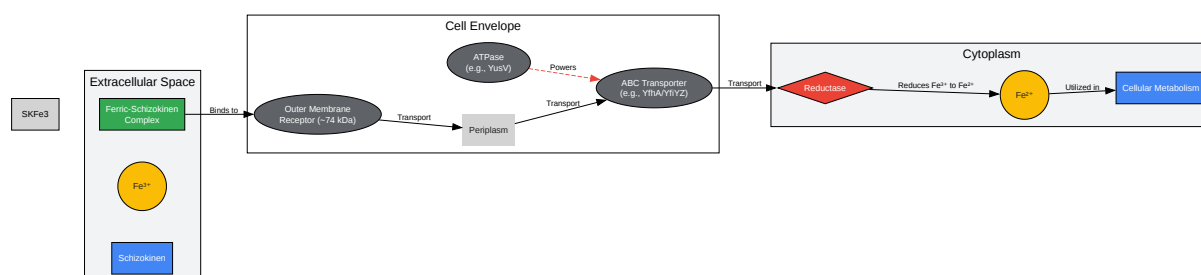 SKFe3
Extracellular Space
Ferric-Schizokinen
Complex
Fe³⁺
Schizokinen
Binds to
Cell Envelope
Outer Membrane
Receptor (~74 kDa)
Transport
Periplasm
ATPase
(e.g., YusV)
Powers
Transport
ABC Transporter
(e.g., YfhA/YfiYZ)
Transport
Cytoplasm
Reductase
Reduces Fe³⁺ to Fe²⁺
Fe²⁺
Utilized in
Cellular Metabolism